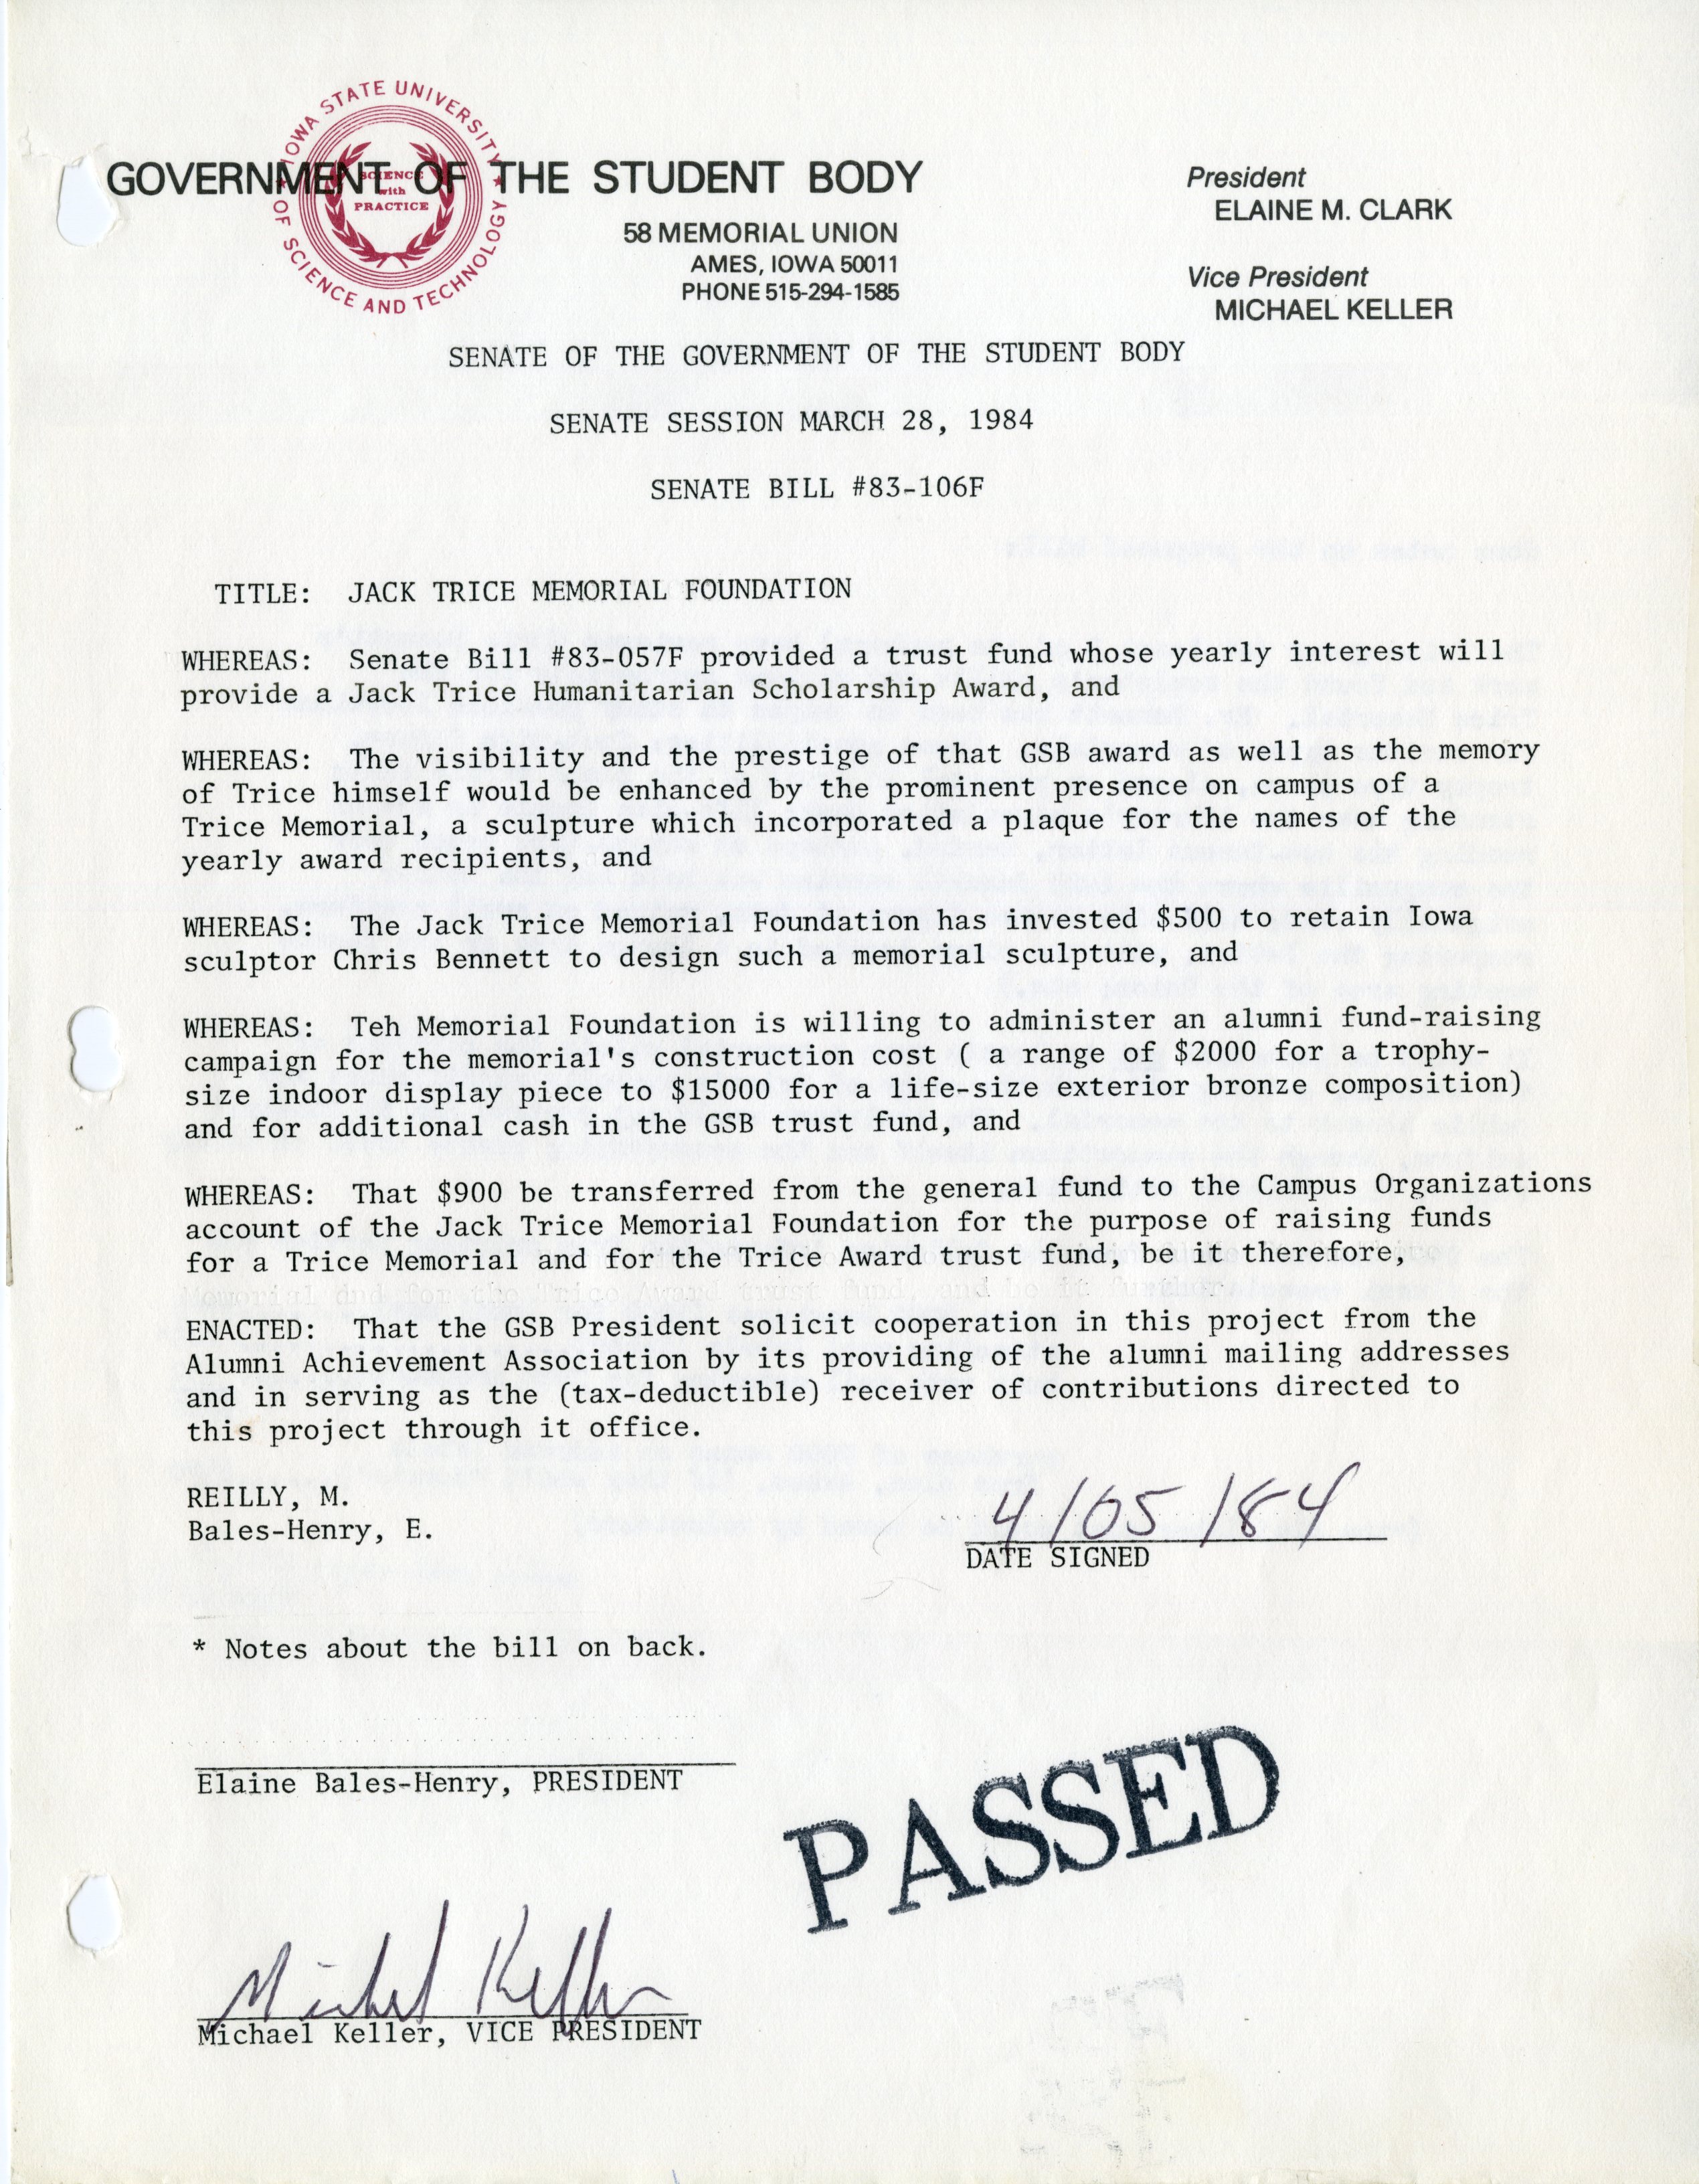 IOWA STATE UNIVERSITY
OF SCIENCE AND TECHNOLOGY
SCIENCE
with
PRACTICE
GOVERNMENT OF THE STUDENT BODY
58 MEMORIAL UNION
AMES, IOWA 50011
PHONE 515-294-1585
President
ELAINE M. CLARK
Vice President
MICHAEL KELLER
SENATE OF THE GOVERNMENT OF THE STUDENT BODY
SENATE SESSION MARCH 28, 1984
SENATE BILL #83-106F
TITLE: JACK TRICE MEMORIAL FOUNDATION
WHEREAS: Senate Bill #83-057F provided a trust fund whose yearly interest will
provide a Jack Trice Humanitarian Scholarship Award, and
WHEREAS: The visibility and the prestige of that GSB award as well as the memory
of Trice himself would be enhanced by the prominent presence on campus of a
Trice Memorial, a sculpture which incorporated a plaque for the names of the
yearly award recipients, and
WHEREAS: The Jack Trice Memorial Foundation has invested $500 to retain Iowa
sculptor Chris Bennett to design such a memorial sculpture, and
WHEREAS: Teh Memorial Foundation is willing to administer an alumni fund-raising
campaign for the memorial's construction cost ( a range of $2000 for a trophy-
size indoor display piece to $15000 for a life-size exterior bronze composition)
and for additional cash in the GSB trust fund, and
WHEREAS: That $900 be transferred from the general fund to the Campus Organizations
account of the Jack Trice Memorial Foundation for the purpose of raising funds
for a Trice Memorial and for the Trice Award trust fund, be it therefore,
Memorial dnd for the Trice Award trust fund, and be it further
ENACTED: That the GSB President solicit cooperation in this project from the
Alumni Achievement Association by its providing of the alumni mailing addresses
and in serving as the (tax-deductible) receiver of contributions directed to
this project through it office.
REILLY, M.
Bales-Henry, E.
4/05/84
DATE SIGNED
* Notes about the bill on back.
Elaine Bales-Henry, PRESIDENT
PASSED
Michael Keller
Michael Keller, VICE PRESIDENT